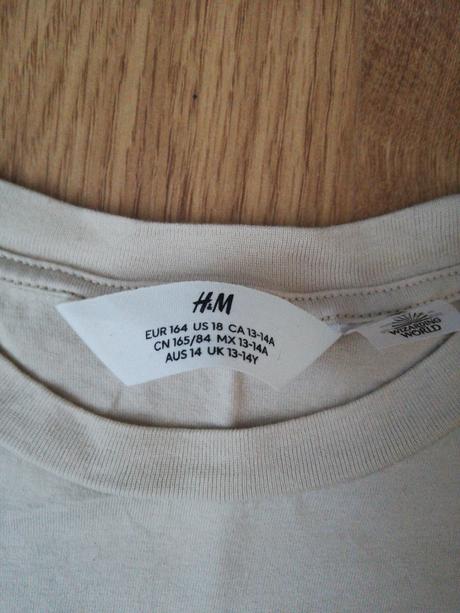 H&M
EUR 164 US 18 CA 13-14A
CN 165/84 MX 13-14A
AUS 14 UK 13-14Y
WIZARDING
WORLD